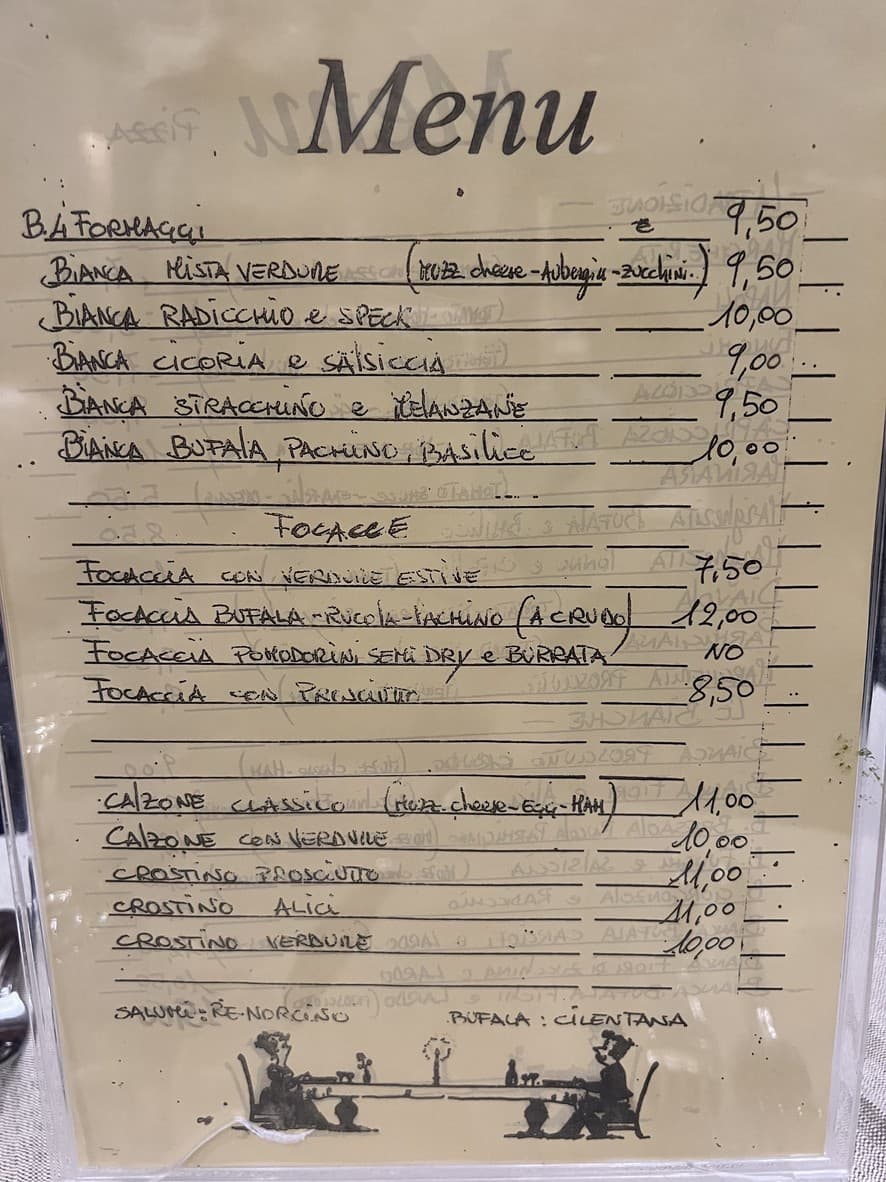 Menu
B. 4 FORMAGGI € 9,50
BIANCA MISTA VERDURE (MOZZ. cheese - Aubergin - zucchini.) 9,50
BIANCA RADICCHIO e SPECK 10,00
BIANCA CICORIA e SALSICCIA 9,00
BIANCA STRACCHINO e MELANZANE 9,50
BIANCA BUFALA, PACHINO, BASILICO 10,00
FOCACCE
FOCACCIA CON VERDURE ESTIVE 7,50
FOCACCIA BUFALA - RUCOLA - PACHINO (A CRUDO) 12,00
FOCACCIA POMODORINI SEMI DRY e BURRATA NO
FOCACCIA CON PROSCIUTTO 8,50
CALZONE CLASSICO (MOZZ. cheese - EGG - HAM) 11,00
CALZONE CON VERDURE 10,00
CROSTINO PROSCIUTTO 11,00
CROSTINO ALICI 11,00
CROSTINO VERDURE 10,00
SALUMI: RE NORCINO BUFALA: CILENTANA